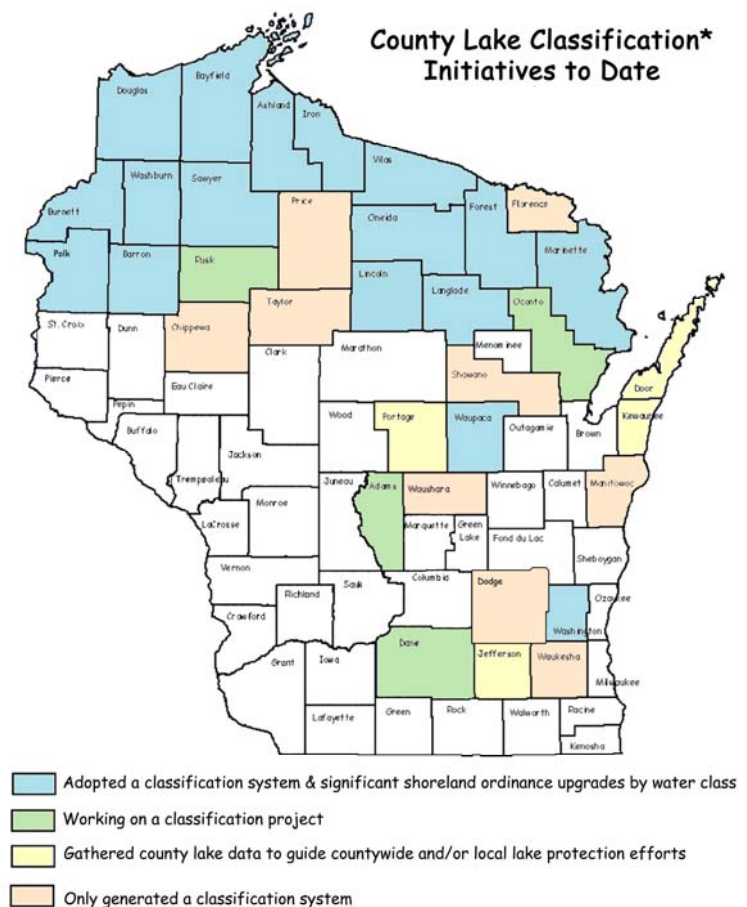 County Lake Classification*
Initiatives to Date
Douglas
Bayfield
Ashland
Iron
Vilas
Burnett
Washburn
Sawyer
Price
Oneida
Forest
Florence
Marinette
Polk
Barron
Rusk
Lincoln
Langlade
Oconto
St. Croix
Dunn
Chippewa
Taylor
Clark
Marathon
Menominee
Shawano
Door
Pierce
Pepin
Eau Claire
Buffalo
Trempealeau
Jackson
Wood
Portage
Waupaca
Outagamie
Brown
Kewaunee
LaCrosse
Monroe
Juneau
Adams
Waushara
Winnebago
Calumet
Manitowoc
Marquette
Green
Lake
Fond du Lac
Sheboygan
Vernon
Richland
Sauk
Columbia
Dodge
Washington
Ozaukee
Crawford
Grant
Iowa
Dane
Jefferson
Waukesha
Milwaukee
Lafayette
Green
Rock
Walworth
Racine
Kenosha
Adopted a classification system & significant shoreland ordinance upgrades by water class
Working on a classification project
Gathered county lake data to guide countywide and/or local lake protection efforts
Only generated a classification system